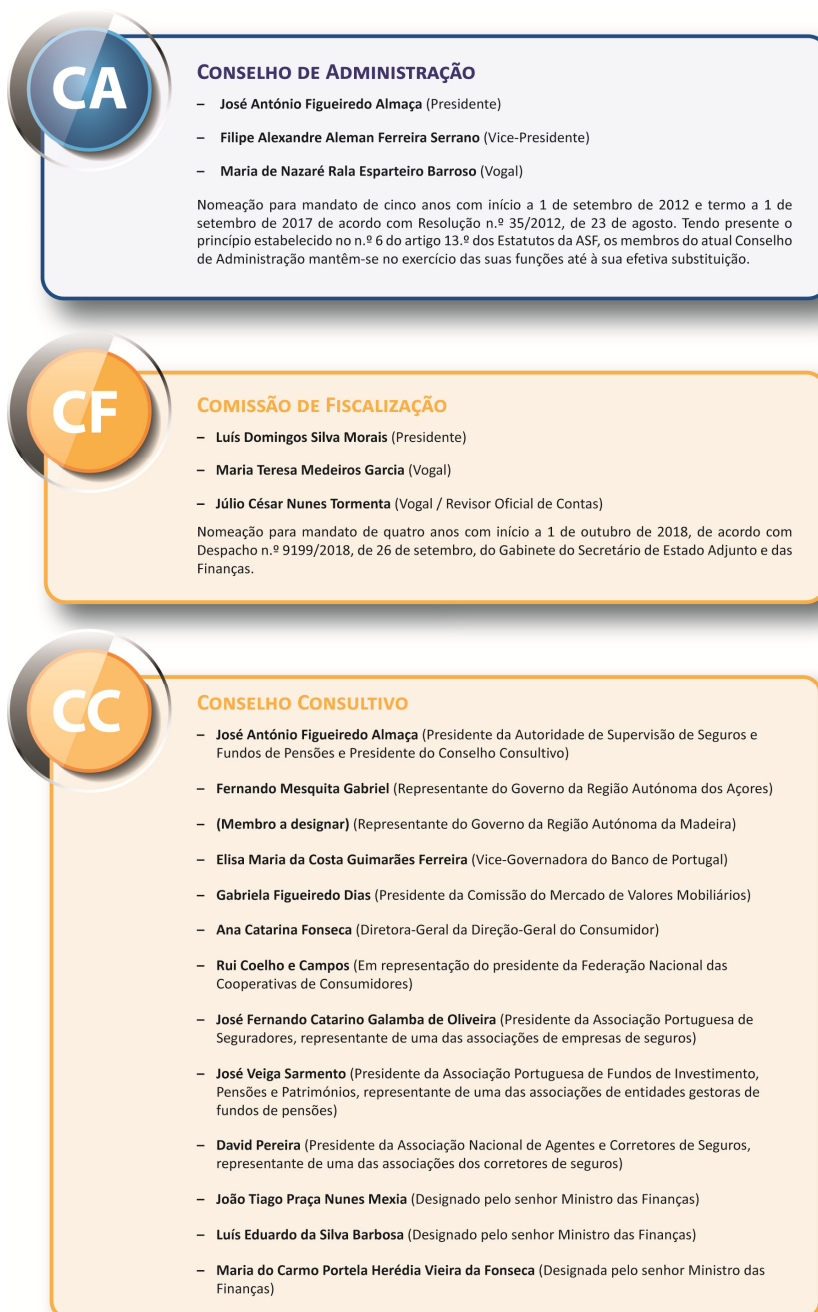 CA
CONSELHO DE ADMINISTRAÇÃO
– José António Figueiredo Almaça (Presidente)
– Filipe Alexandre Aleman Ferreira Serrano (Vice-Presidente)
– Maria de Nazaré Rala Esparteiro Barroso (Vogal)
Nomeação para mandato de cinco anos com início a 1 de setembro de 2012 e termo a 1 de
setembro de 2017 de acordo com Resolução n.º 35/2012, de 23 de agosto. Tendo presente o
princípio estabelecido no n.º 6 do artigo 13.º dos Estatutos da ASF, os membros do atual Conselho
de Administração mantêm-se no exercício das suas funções até à sua efetiva substituição.
CF
COMISSÃO DE FISCALIZAÇÃO
– Luís Domingos Silva Morais (Presidente)
– Maria Teresa Medeiros Garcia (Vogal)
– Júlio César Nunes Tormenta (Vogal / Revisor Oficial de Contas)
Nomeação para mandato de quatro anos com início a 1 de outubro de 2018, de acordo com
Despacho n.º 9199/2018, de 26 de setembro, do Gabinete do Secretário de Estado Adjunto e das
Finanças.
CC
CONSELHO CONSULTIVO
– José António Figueiredo Almaça (Presidente da Autoridade de Supervisão de Seguros e
Fundos de Pensões e Presidente do Conselho Consultivo)
– Fernando Mesquita Gabriel (Representante do Governo da Região Autónoma dos Açores)
– (Membro a designar) (Representante do Governo da Região Autónoma da Madeira)
– Elisa Maria da Costa Guimarães Ferreira (Vice-Governadora do Banco de Portugal)
– Gabriela Figueiredo Dias (Presidente da Comissão do Mercado de Valores Mobiliários)
– Ana Catarina Fonseca (Diretora-Geral da Direção-Geral do Consumidor)
– Rui Coelho e Campos (Em representação do presidente da Federação Nacional das
Cooperativas de Consumidores)
– José Fernando Catarino Galamba de Oliveira (Presidente da Associação Portuguesa de
Seguradores, representante de uma das associações de empresas de seguros)
– José Veiga Sarmento (Presidente da Associação Portuguesa de Fundos de Investimento,
Pensões e Patrimónios, representante de uma das associações de entidades gestoras de
fundos de pensões)
– David Pereira (Presidente da Associação Nacional de Agentes e Corretores de Seguros,
representante de uma das associações dos corretores de seguros)
– João Tiago Praça Nunes Mexia (Designado pelo senhor Ministro das Finanças)
– Luís Eduardo da Silva Barbosa (Designado pelo senhor Ministro das Finanças)
– Maria do Carmo Portela Herédia Vieira da Fonseca (Designada pelo senhor Ministro das
Finanças)